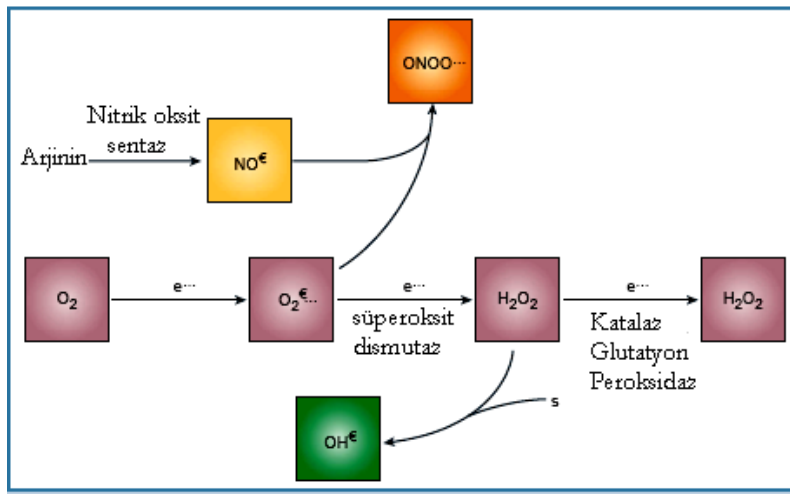 ONOO···
Nitrik oksit
sentaz
Arjinin
NO€
O₂
e···
O₂€···
e···
süperoksit
dismutaz
H₂O₂
e···
Katalaz
Glutatyon
Peroksidaz
H₂O₂
s
OH€